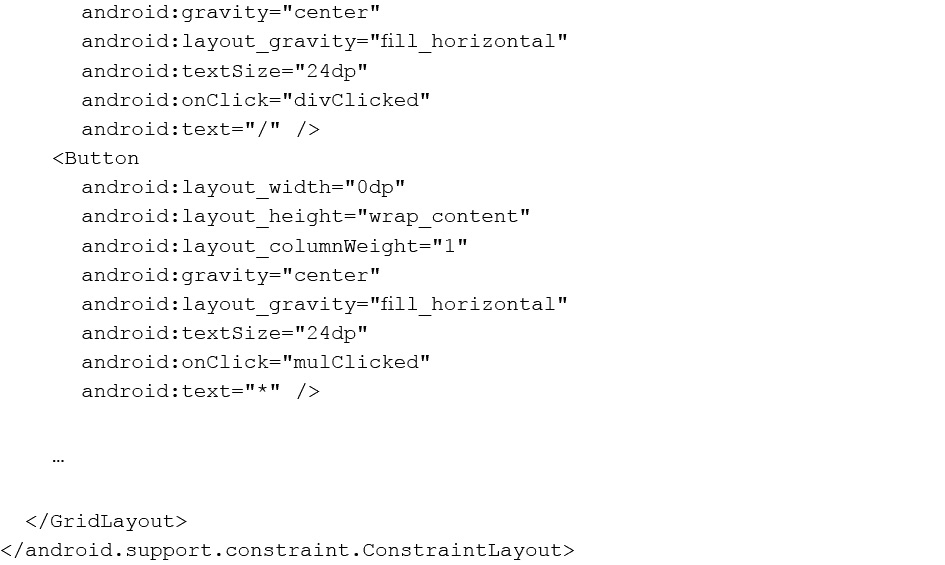 android:gravity="center"
android:layout_gravity="fill_horizontal"
android:textSize="24dp"
android:onClick="divClicked"
android:text="/" />
<Button
android:layout_width="0dp"
android:layout_height="wrap_content"
android:layout_columnWeight="1"
android:gravity="center"
android:layout_gravity="fill_horizontal"
android:textSize="24dp"
android:onClick="mulClicked"
android:text="*" />
…
</GridLayout>
</android.support.constraint.ConstraintLayout>